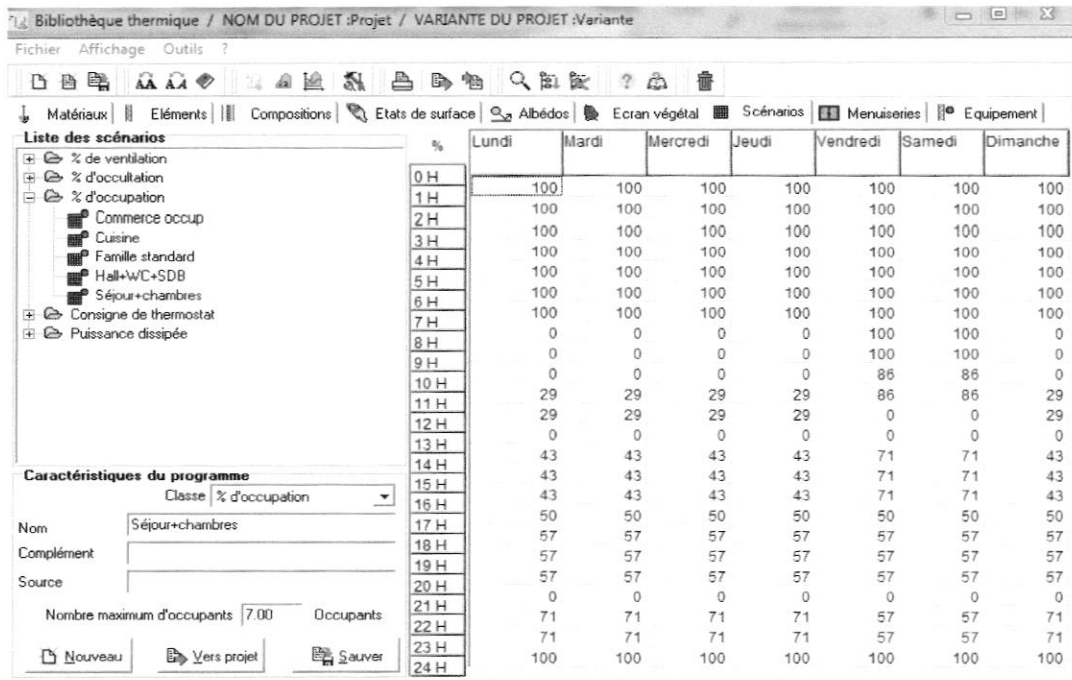 Bibliothèque thermique / NOM DU PROJET :Projet / VARIANTE DU PROJET :Variante
Fichier Affichage Outils ?
Matériaux Eléments Compositions Etats de surface Albédos Ecran végétal Scénarios Menuiseries Equipement
Liste des scénarios
% de ventilation
% d'occultation
% d'occupation
Commerce occup
Cuisine
Famille standard
Hall+WC+SDB
Séjour+chambres
Consigne de thermostat
Puissance dissipée
Caractéristiques du programme
Classe % d'occupation
Nom Séjour+chambres
Complément
Source
Nombre maximum d'occupants 7.00 Occupants
Nouveau Vers projet Sauver
% Lundi Mardi Mercredi Jeudi Vendredi Samedi Dimanche
0 H
100 100 100 100 100 100 100
1 H
100 100 100 100 100 100 100
2 H
100 100 100 100 100 100 100
3 H
100 100 100 100 100 100 100
4 H
100 100 100 100 100 100 100
5 H
100 100 100 100 100 100 100
6 H
100 100 100 100 100 100 100
7 H
0 0 0 0 100 100 0
8 H
0 0 0 0 100 100 0
9 H
0 0 0 0 86 86 0
10 H
29 29 29 29 86 86 29
11 H
29 29 29 29 0 0 29
12 H
0 0 0 0 0 0 0
13 H
43 43 43 43 71 71 43
14 H
43 43 43 43 71 71 43
15 H
43 43 43 43 71 71 43
16 H
50 50 50 50 50 50 50
17 H
57 57 57 57 57 57 57
18 H
57 57 57 57 57 57 57
19 H
57 57 57 57 57 57 57
20 H
0 0 0 0 0 0 0
21 H
71 71 71 71 57 57 71
22 H
71 71 71 71 57 57 71
23 H
100 100 100 100 100 100 100
24 H